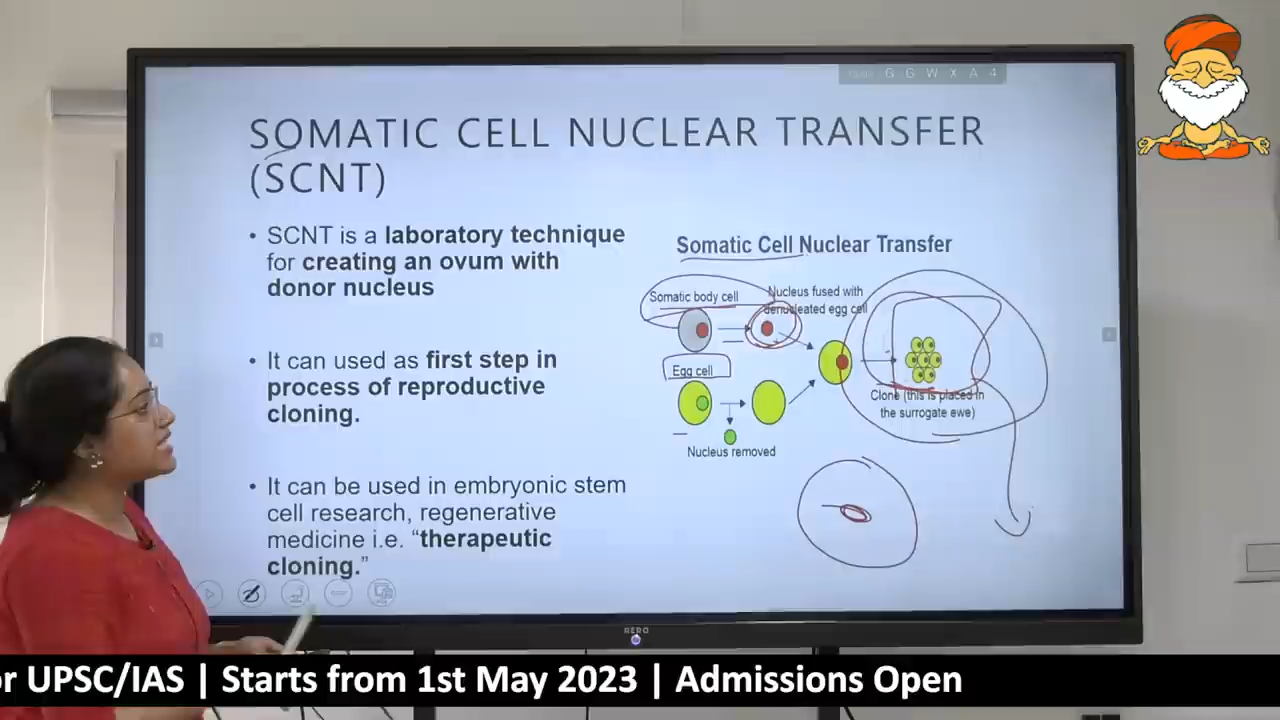 G G W X A 4
SOMATIC CELL NUCLEAR TRANSFER
(SCNT)
• SCNT is a laboratory technique
for creating an ovum with
donor nucleus
• It can used as first step in
process of reproductive
cloning.
• It can be used in embryonic stem
cell research, regenerative
medicine i.e. “therapeutic
cloning.”
Somatic Cell Nuclear Transfer
Somatic body cell
Nucleus fused with
denucleated egg cell
Egg cell
Nucleus removed
Clone (this is placed in
the surrogate ewe)
or UPSC/IAS | Starts from 1st May 2023 | Admissions Open